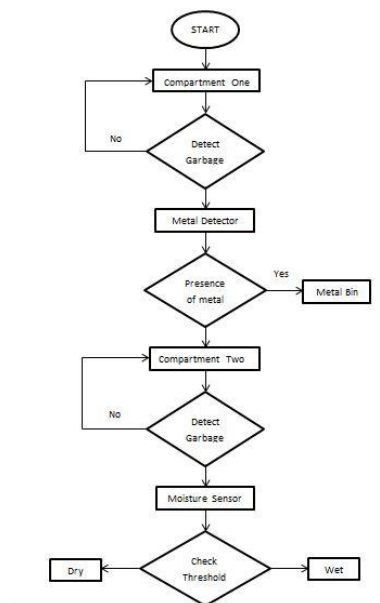 START
Compartment One
No
Detect
Garbage
Metal Detector
Presence
of metal
Yes
Metal Bin
Compartment Two
No
Detect
Garbage
Moisture Sensor
Dry
Check
Threshold
Wet